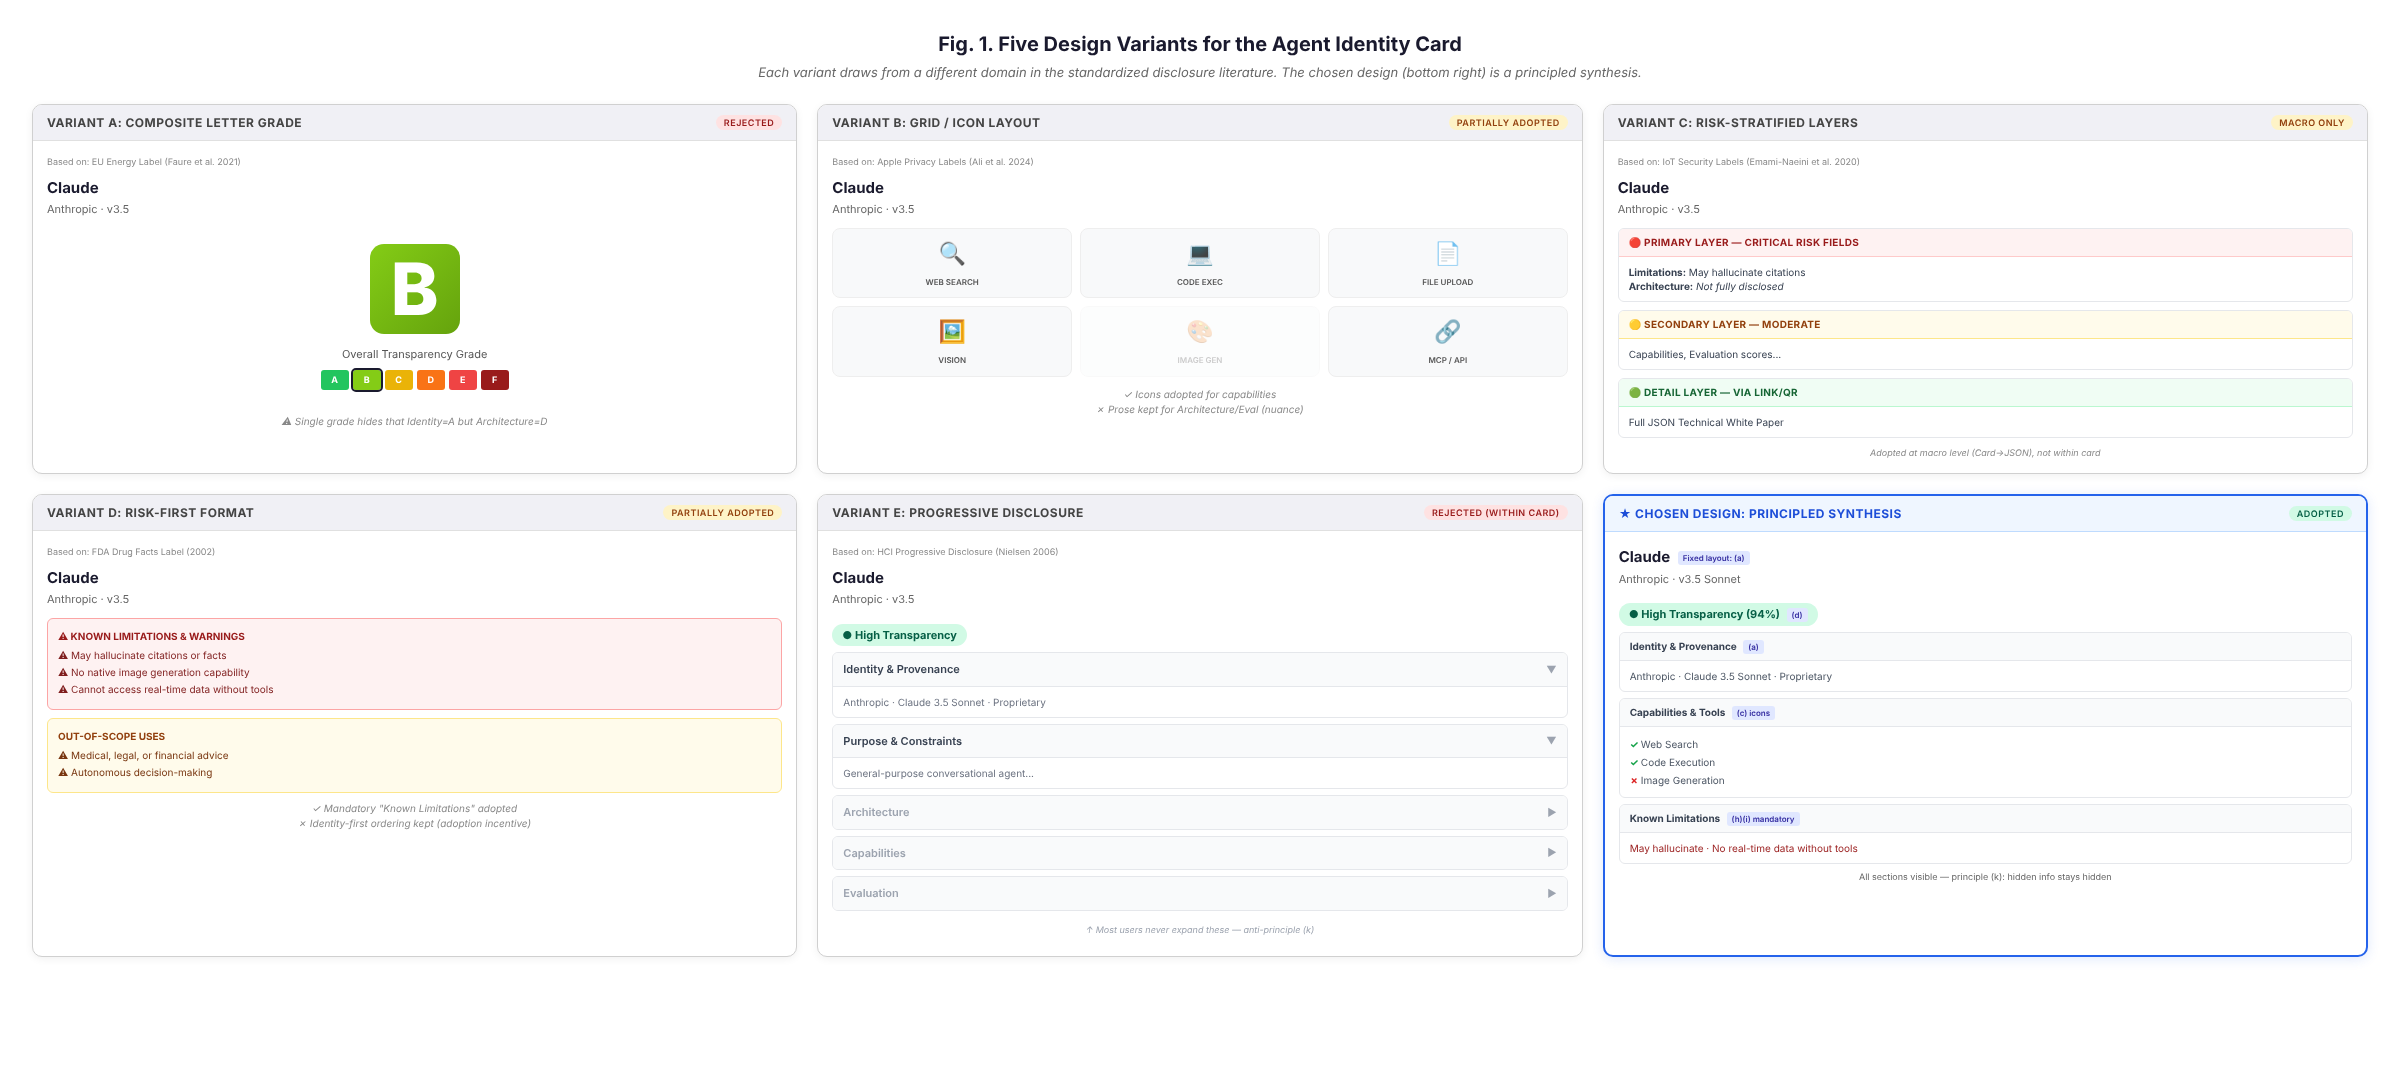 Fig. 1. Five Design Variants for the Agent Identity Card
Each variant draws from a different domain in the standardized disclosure literature. The chosen design (bottom right) is a principled synthesis.
VARIANT A: COMPOSITE LETTER GRADE
REJECTED
Based on: EU Energy Label (Faure et al. 2021)
Claude
Anthropic · v3.5
B
Overall Transparency Grade
A B C D E F
⚠ Single grade hides that Identity=A but Architecture=D
VARIANT B: GRID / ICON LAYOUT
PARTIALLY ADOPTED
Based on: Apple Privacy Labels (Ali et al. 2024)
Claude
Anthropic · v3.5
WEB SEARCH
CODE EXEC
FILE UPLOAD
VISION
IMAGE GEN
MCP / API
✓ Icons adopted for capabilities
× Prose kept for Architecture/Eval (nuance)
VARIANT C: RISK-STRATIFIED LAYERS
MACRO ONLY
Based on: IoT Security Labels (Emami-Naeini et al. 2020)
Claude
Anthropic · v3.5
🔴 PRIMARY LAYER — CRITICAL RISK FIELDS
Limitations: May hallucinate citations
Architecture: Not fully disclosed
🟡 SECONDARY LAYER — MODERATE
Capabilities, Evaluation scores...
🟢 DETAIL LAYER — VIA LINK/QR
Full JSON Technical White Paper
Adopted at macro level (Card→JSON), not within card
VARIANT D: RISK-FIRST FORMAT
PARTIALLY ADOPTED
Based on: FDA Drug Facts Label (2002)
Claude
Anthropic · v3.5
⚠ KNOWN LIMITATIONS & WARNINGS
⚠ May hallucinate citations or facts
⚠ No native image generation capability
⚠ Cannot access real-time data without tools
OUT-OF-SCOPE USES
⚠ Medical, legal, or financial advice
⚠ Autonomous decision-making
✓ Mandatory "Known Limitations" adopted
× Identity-first ordering kept (adoption incentive)
VARIANT E: PROGRESSIVE DISCLOSURE
REJECTED (WITHIN CARD)
Based on: HCI Progressive Disclosure (Nielsen 2006)
Claude
Anthropic · v3.5
● High Transparency
Identity & Provenance ▼
Anthropic · Claude 3.5 Sonnet · Proprietary
Purpose & Constraints ▼
General-purpose conversational agent...
Architecture ▶
Capabilities ▶
Evaluation ▶
↑ Most users never expand these — anti-principle (k)
★ CHOSEN DESIGN: PRINCIPLED SYNTHESIS
ADOPTED
Claude Fixed layout: (a)
Anthropic · v3.5 Sonnet
● High Transparency (94%) (d)
Identity & Provenance (a)
Anthropic · Claude 3.5 Sonnet · Proprietary
Capabilities & Tools (c) icons
✓ Web Search
✓ Code Execution
× Image Generation
Known Limitations (h)(i) mandatory
May hallucinate · No real-time data without tools
All sections visible — principle (k): hidden info stays hidden